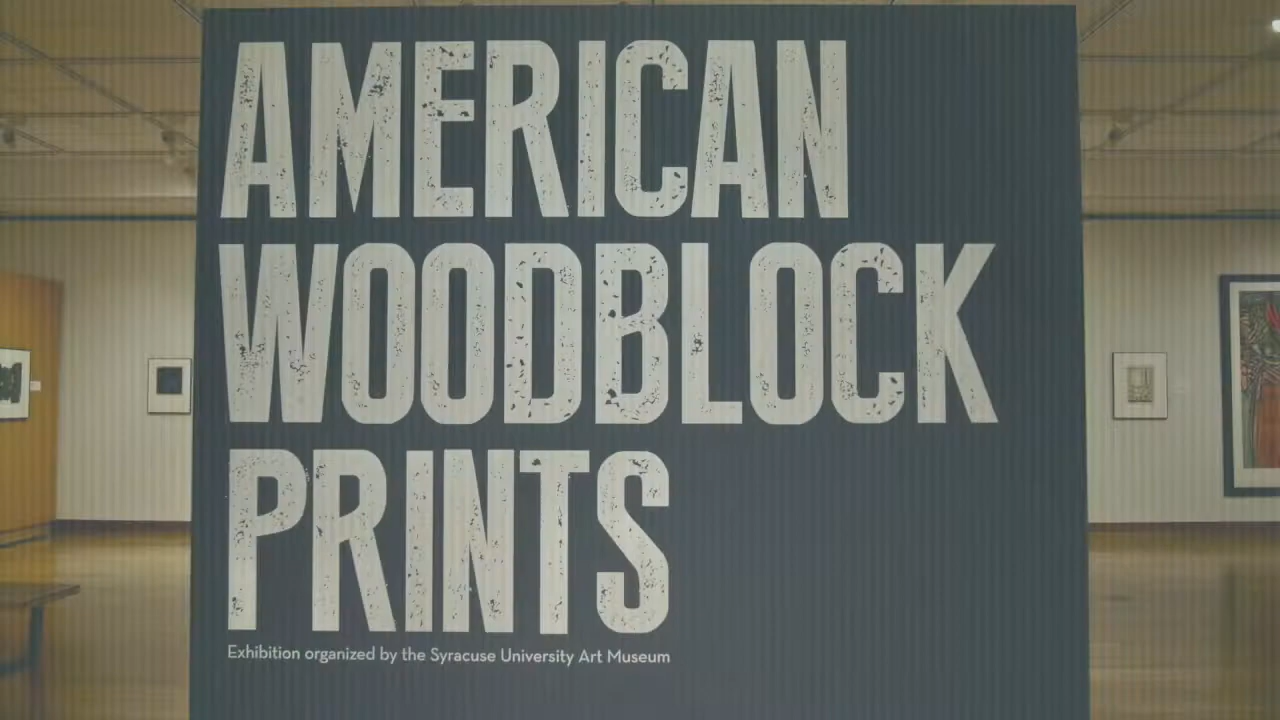 AMERICAN
WOODBLOCK
PRINTS
Exhibition organized by the Syracuse University Art Museum